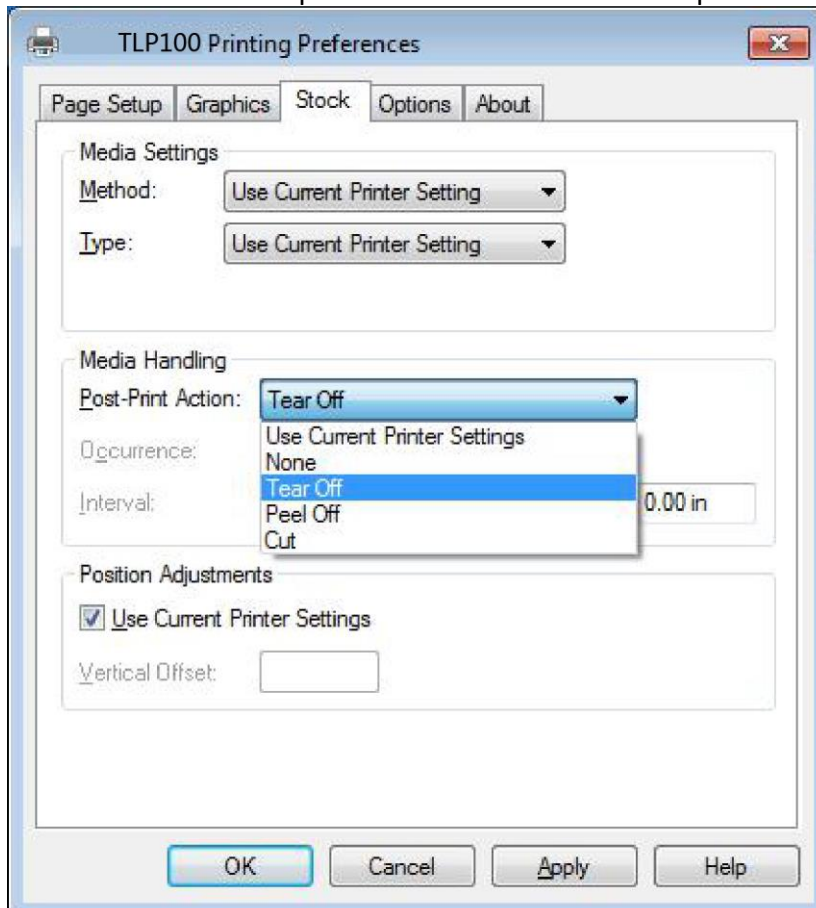 TLP100 Printing Preferences
Page Setup Graphics Stock Options About
Media Settings
Method: Use Current Printer Setting
Type: Use Current Printer Setting
Media Handling
Post-Print Action: Tear Off
Occurrence: Use Current Printer Settings
None
Interval: Tear Off 0.00 in
Peel Off
Cut
Position Adjustments
Use Current Printer Settings
Vertical Offset:
OK Cancel Apply Help